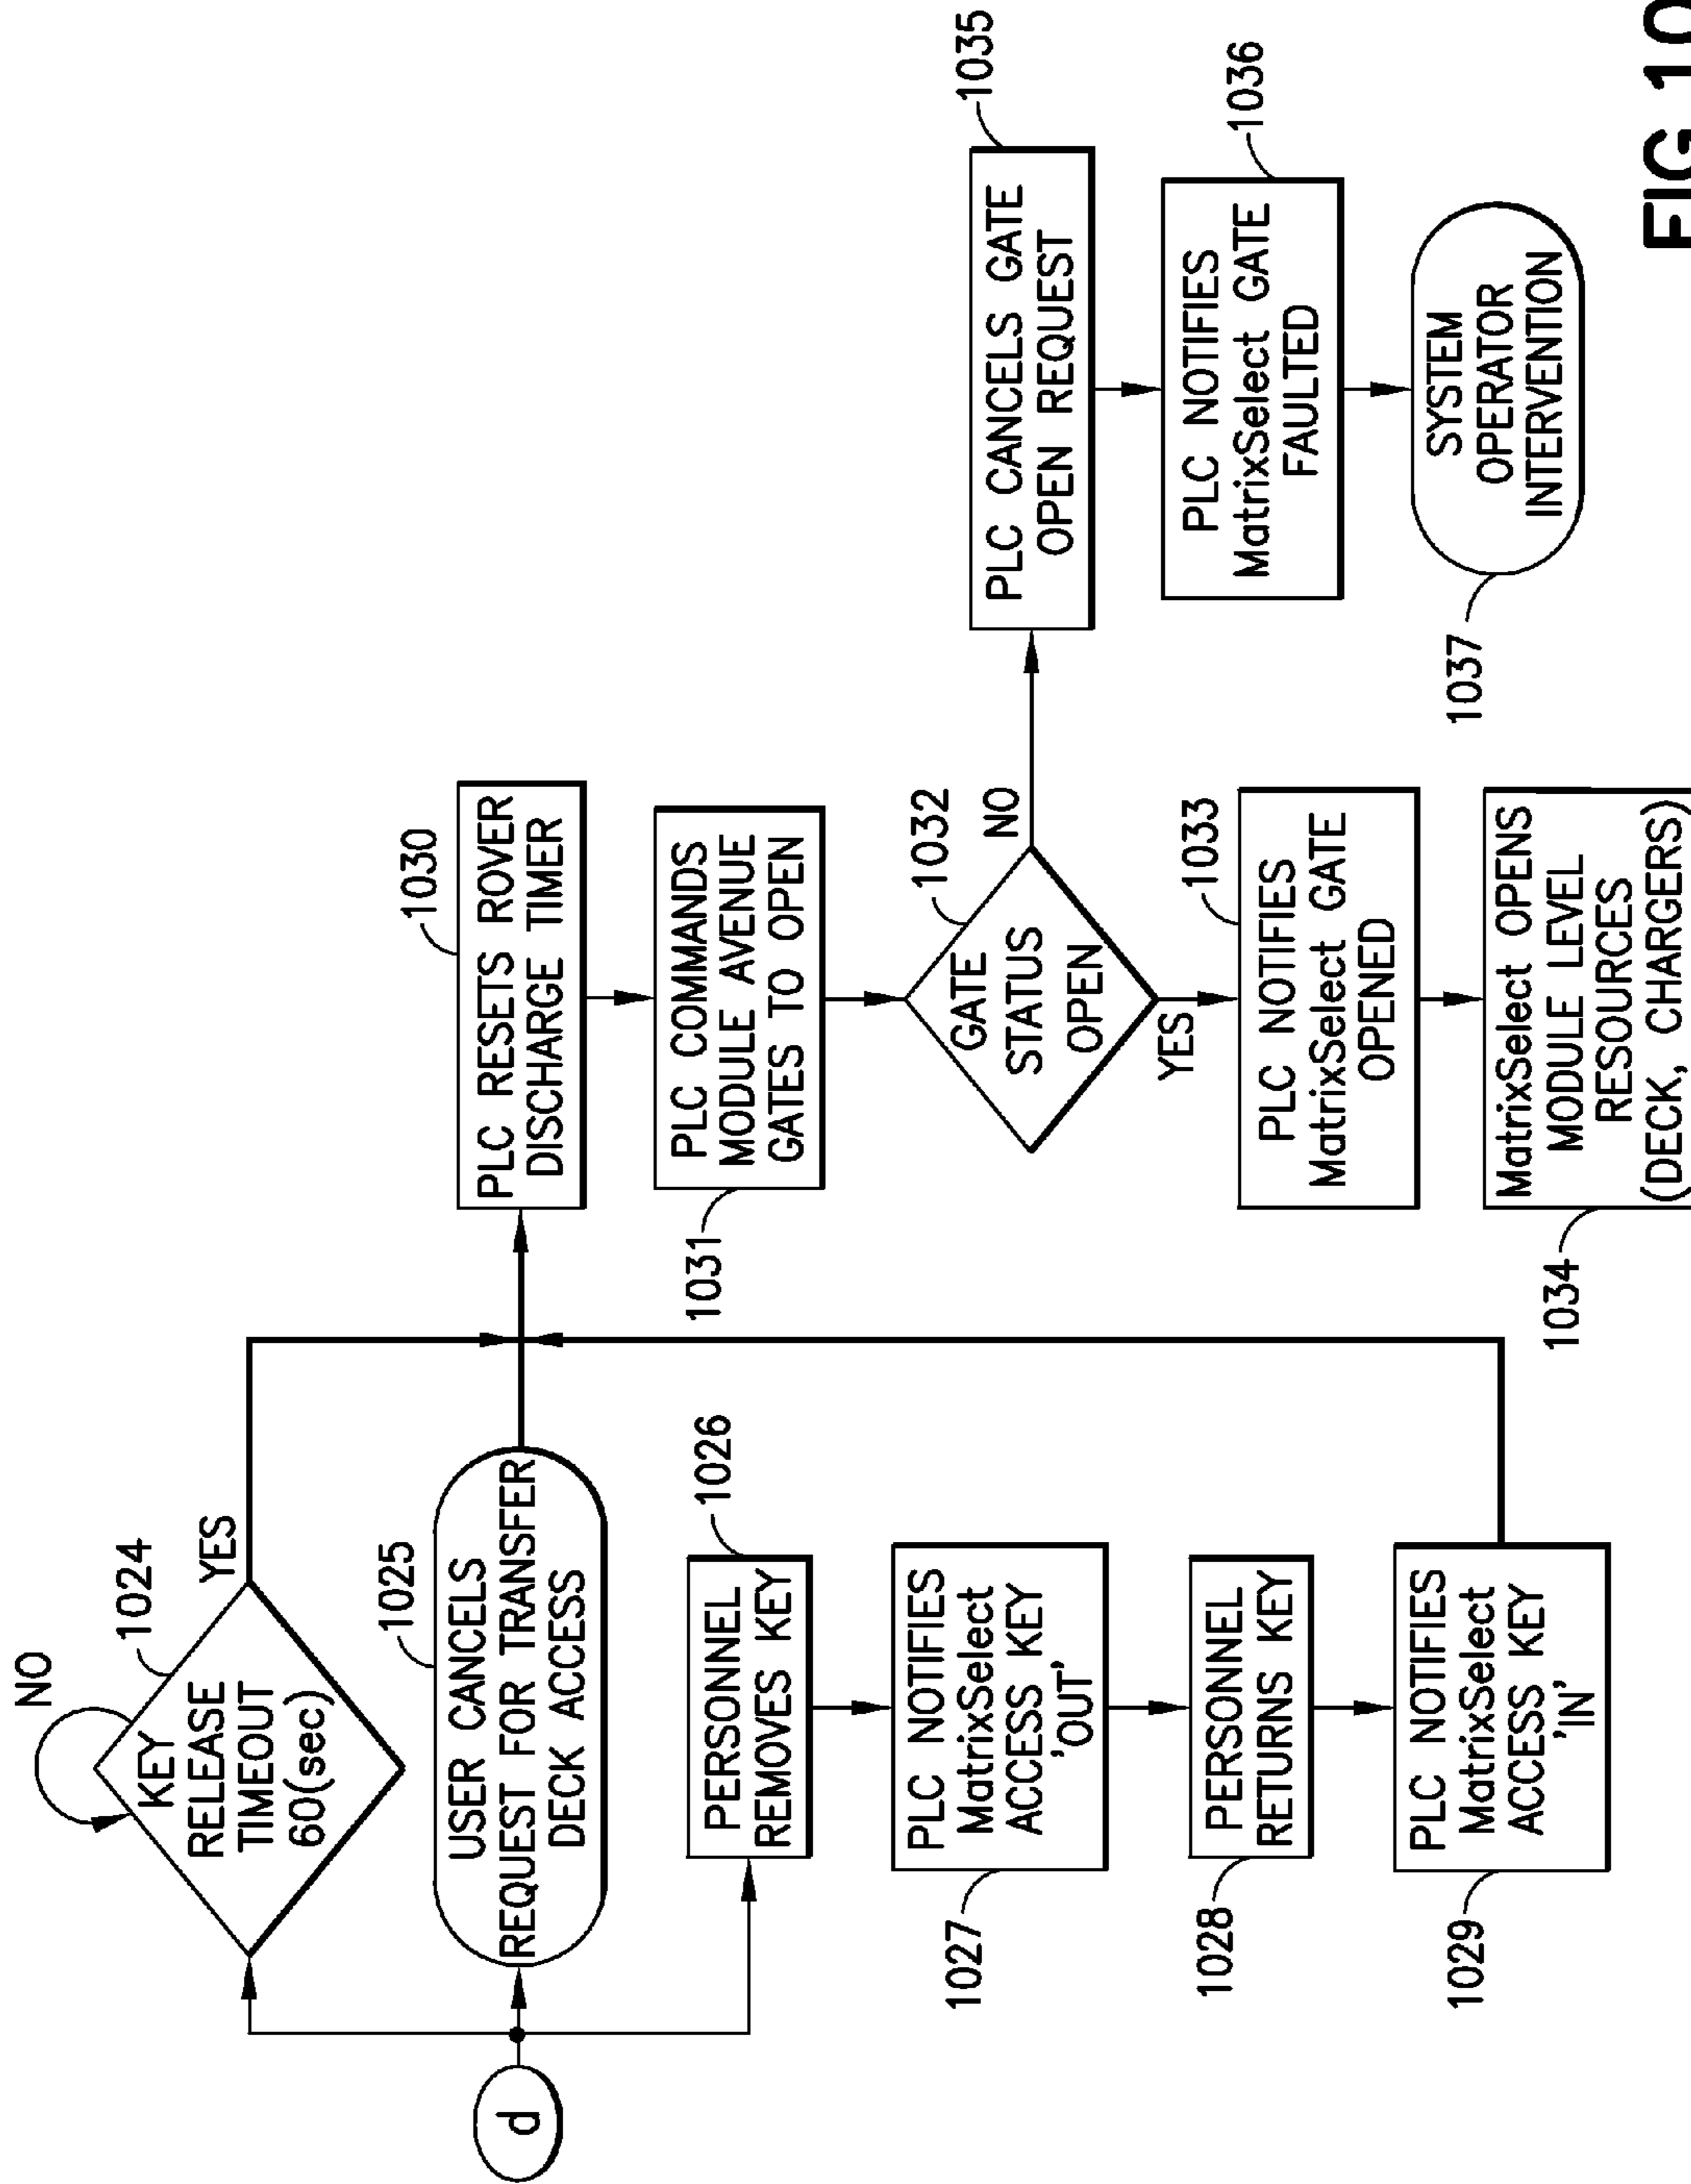 d
NO
KEY
RELEASE
TIMEOUT
60(sec)
1024
YES
USER CANCELS
REQUEST FOR TRANSFER
DECK ACCESS
1025
PERSONNEL
REMOVES KEY
1026
PLC NOTIFIES
MatrixSelect
ACCESS KEY
'OUT'
1027
PERSONNEL
RETURNS KEY
1028
PLC NOTIFIES
MatrixSelect
ACCESS KEY
'IN'
1029
PLC RESETS ROVER
DISCHARGE TIMER
1030
PLC COMMANDS
MODULE AVENUE
GATES TO OPEN
1031
GATE
STATUS
OPEN
1032
NO
YES
PLC NOTIFIES
MatrixSelect GATE
OPENED
1033
MatrixSelect OPENS
MODULE LEVEL
RESOURCES
(DECK, CHARGERS)
1034
PLC CANCELS GATE
OPEN REQUEST
1035
PLC NOTIFIES
MatrixSelect GATE
FAULTED
1036
SYSTEM
OPERATOR
INTERVENTION
1037
FIG.10